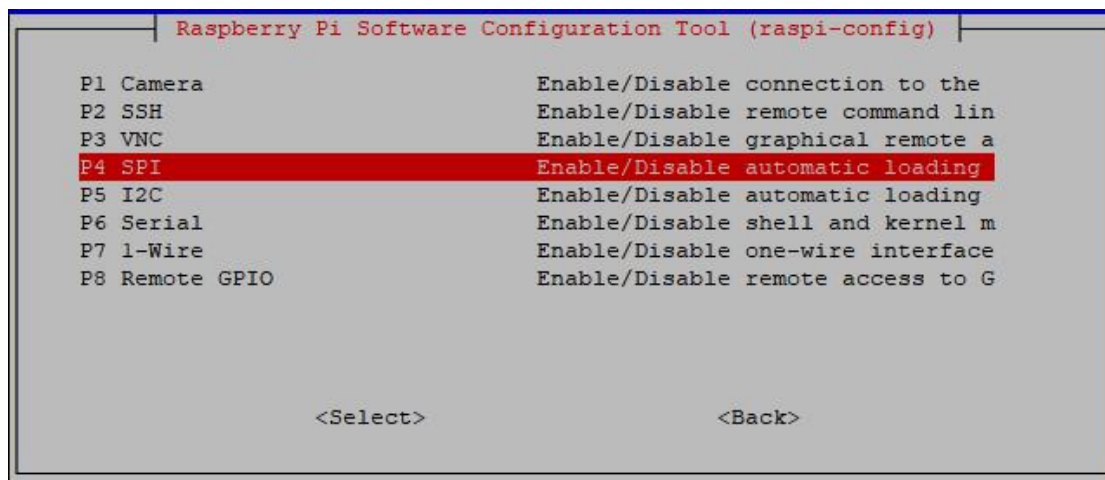 Raspberry Pi Software Configuration Tool (raspi-config)
P1 Camera Enable/Disable connection to the
P2 SSH Enable/Disable remote command lin
P3 VNC Enable/Disable graphical remote a
P4 SPI Enable/Disable automatic loading
P5 I2C Enable/Disable automatic loading
P6 Serial Enable/Disable shell and kernel m
P7 1-Wire Enable/Disable one-wire interface
P8 Remote GPIO Enable/Disable remote access to G
<Select> <Back>